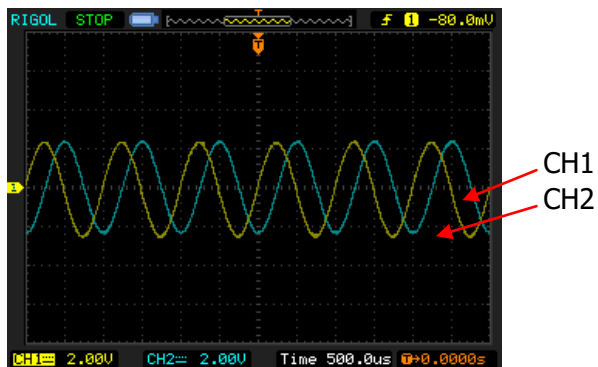 RIGOL STOP T f 1 -80.0mV
T
1
CH1
CH2
CH1 2.00V CH2 2.00V Time 500.0us T→0.0000s